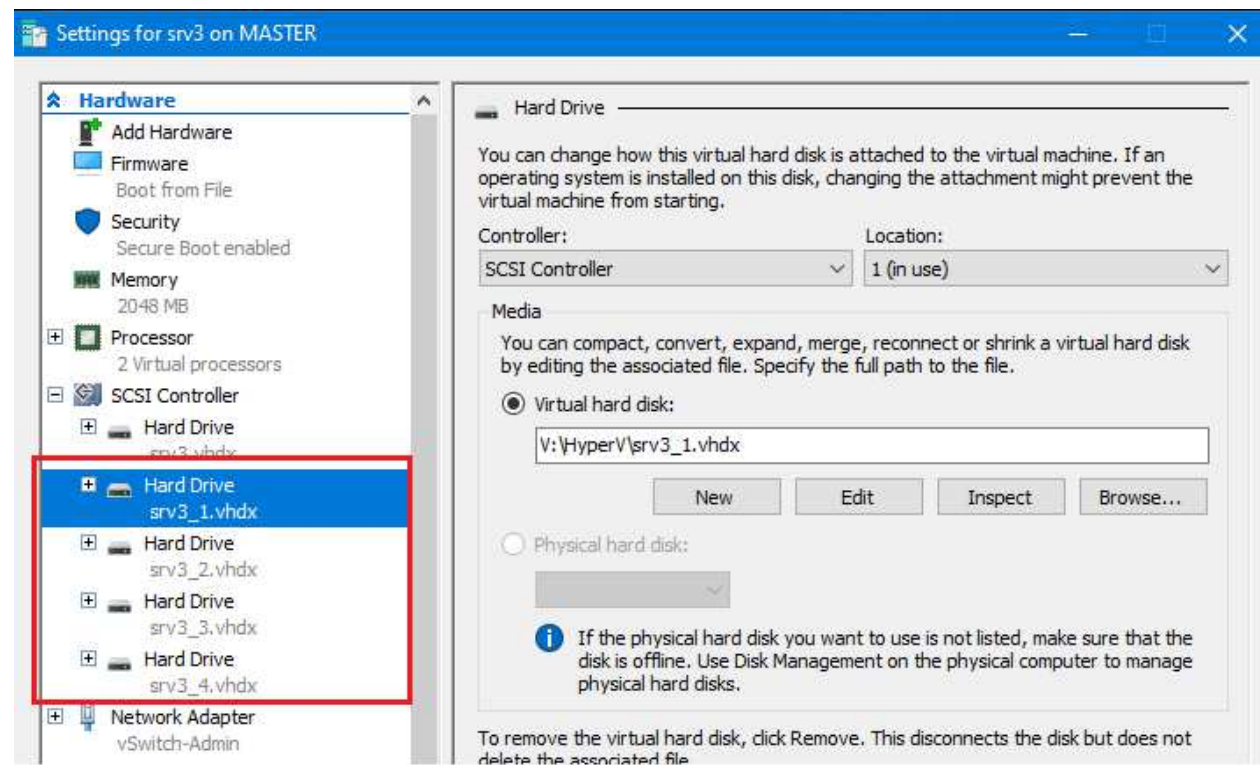 Settings for srv3 on MASTER
Hardware
Add Hardware
Firmware
Boot from File
Security
Secure Boot enabled
Memory
2048 MB
Processor
2 Virtual processors
SCSI Controller
Hard Drive
srv3.vhdx
Hard Drive
srv3_1.vhdx
Hard Drive
srv3_2.vhdx
Hard Drive
srv3_3.vhdx
Hard Drive
srv3_4.vhdx
Network Adapter
vSwitch-Admin
Hard Drive
You can change how this virtual hard disk is attached to the virtual machine. If an
operating system is installed on this disk, changing the attachment might prevent the
virtual machine from starting.
Controller:
Location:
SCSI Controller
1 (in use)
Media
You can compact, convert, expand, merge, reconnect or shrink a virtual hard disk
by editing the associated file. Specify the full path to the file.
Virtual hard disk:
V:\HyperV\srv3_1.vhdx
New
Edit
Inspect
Browse...
Physical hard disk:
If the physical hard disk you want to use is not listed, make sure that the
disk is offline. Use Disk Management on the physical computer to manage
physical hard disks.
To remove the virtual hard disk, click Remove. This disconnects the disk but does not
delete the associated file.